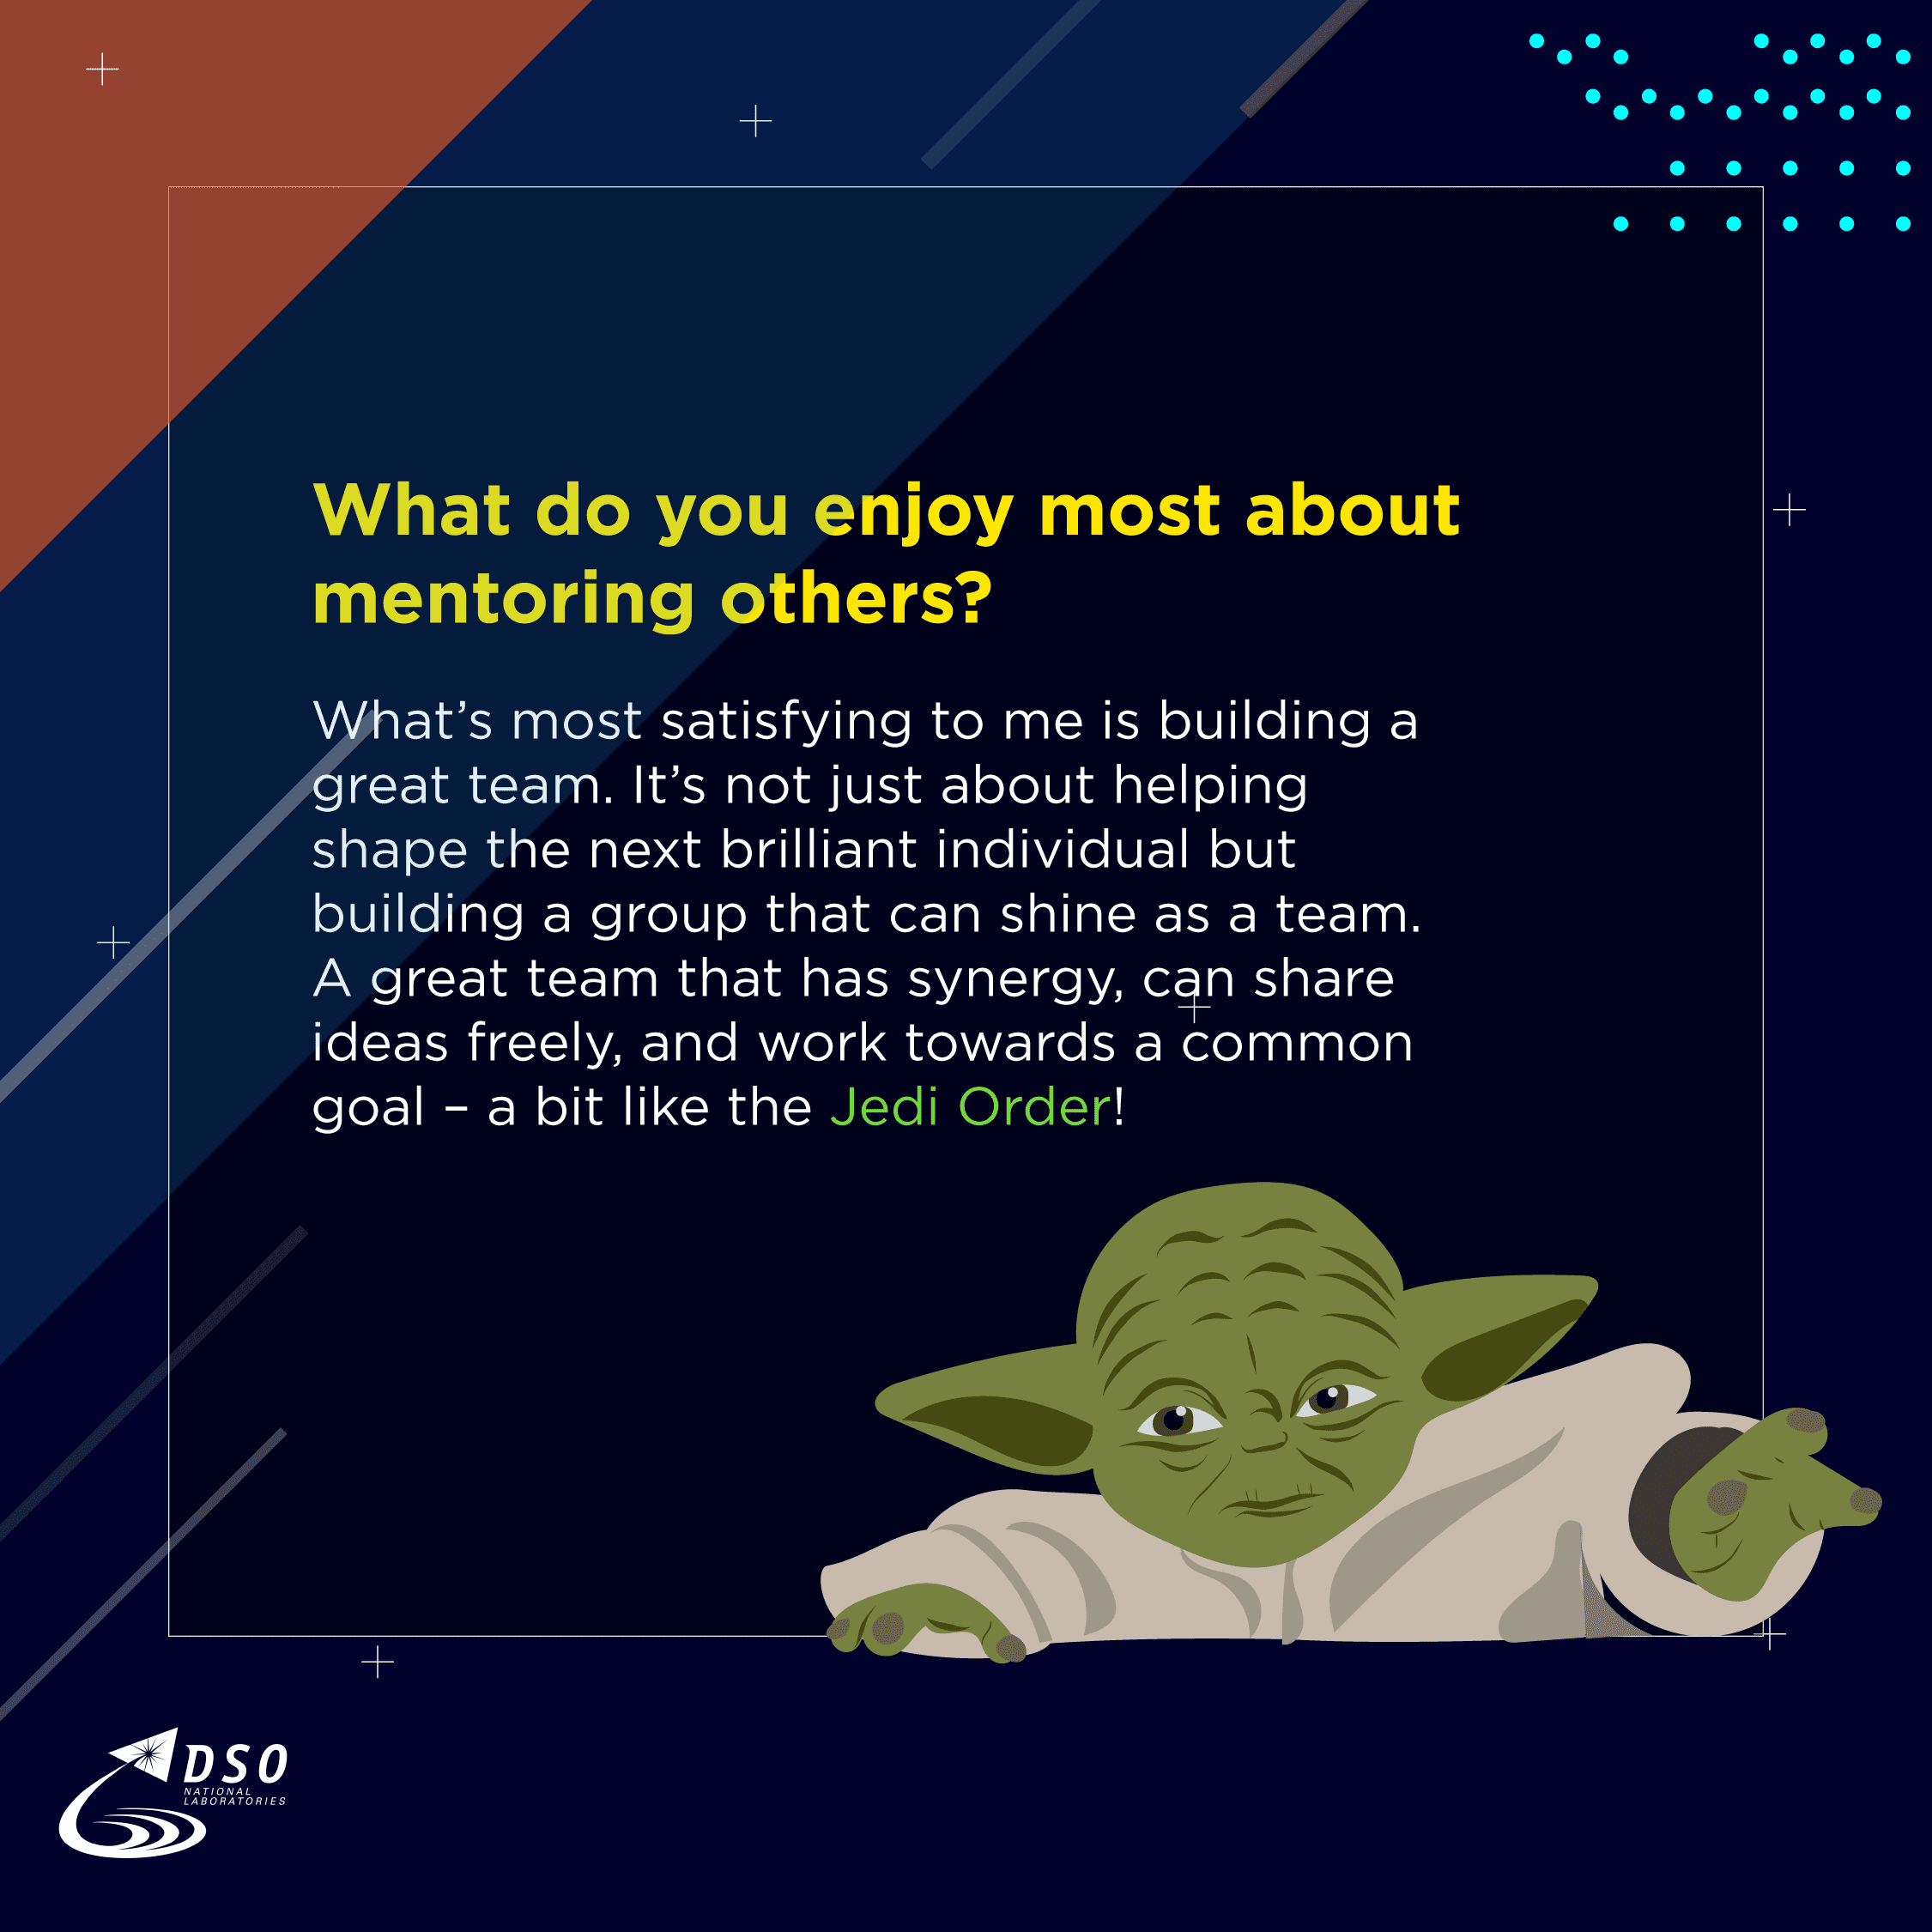 What do you enjoy most about
mentoring others?
What’s most satisfying to me is building a
great team. It’s not just about helping
shape the next brilliant individual but
building a group that can shine as a team.
A great team that has synergy, can share
ideas freely, and work towards a common
goal – a bit like the Jedi Order!
DSO
NATIONAL
LABORATORIES